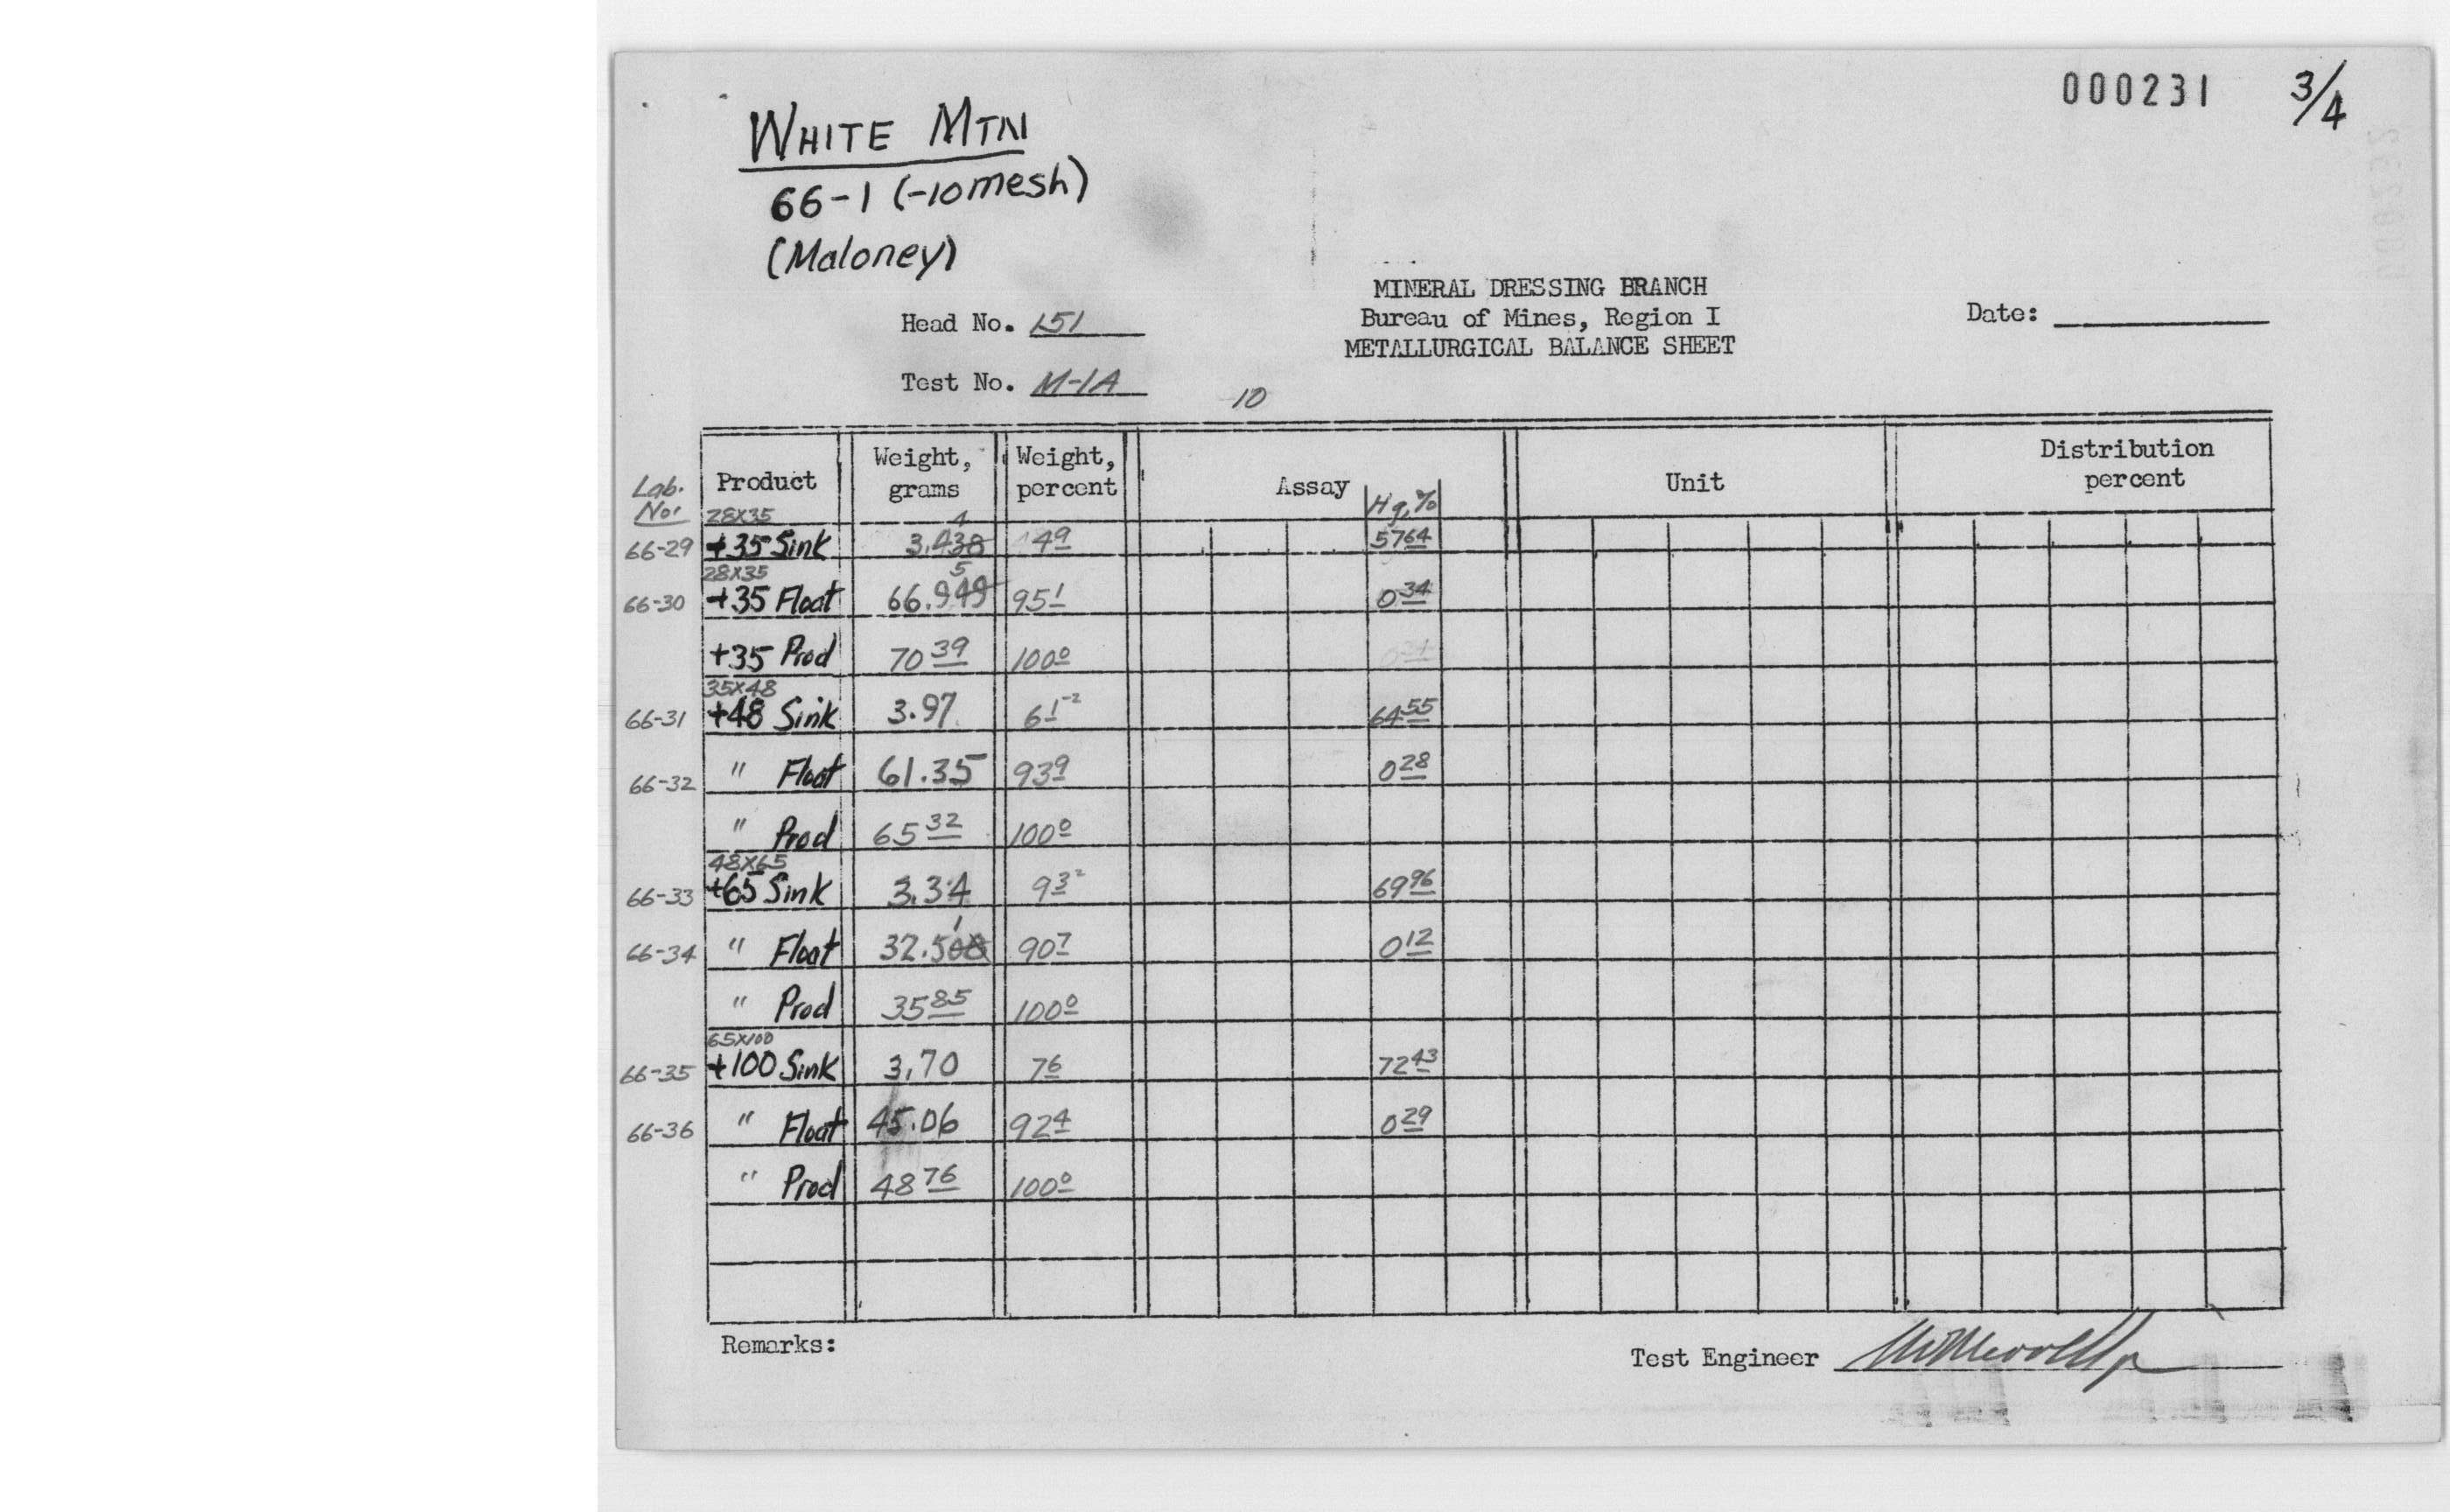 000231 3/4
WHITE MTN
66-1 (-10 mesh)
(Maloney)
MINERAL DRESSING BRANCH
Head No. 151 Bureau of Mines, Region I Date:
METALLURGICAL BALANCE SHEET
Test No. M-1A
10
Lab. No. Product Weight, grams Weight, percent Assay Hg,% Unit Distribution percent
28X35
66-29 +35 Sink 3.438 4 4 9 57 64
28X35
66-30 +35 Float 66.949 5 95 1 0 34
+35 Prod 70 39 100 0
35X48
66-31 +48 Sink 3.97 6 1 -2 64 55
66-32 " Float 61.35 93 9 0 28
" Prod 65 32 100 0
48X65
66-33 +65 Sink 3.34 9 3 2 69 96
66-34 " Float 32.508 1 90 7 0 12
" Prod 35 85 100 0
65X100
66-35 +100 Sink 3.70 7 6 72 43
66-36 " Float 45.06 92 4 0 29
" Prod 48 76 100 0
Remarks:
Test Engineer